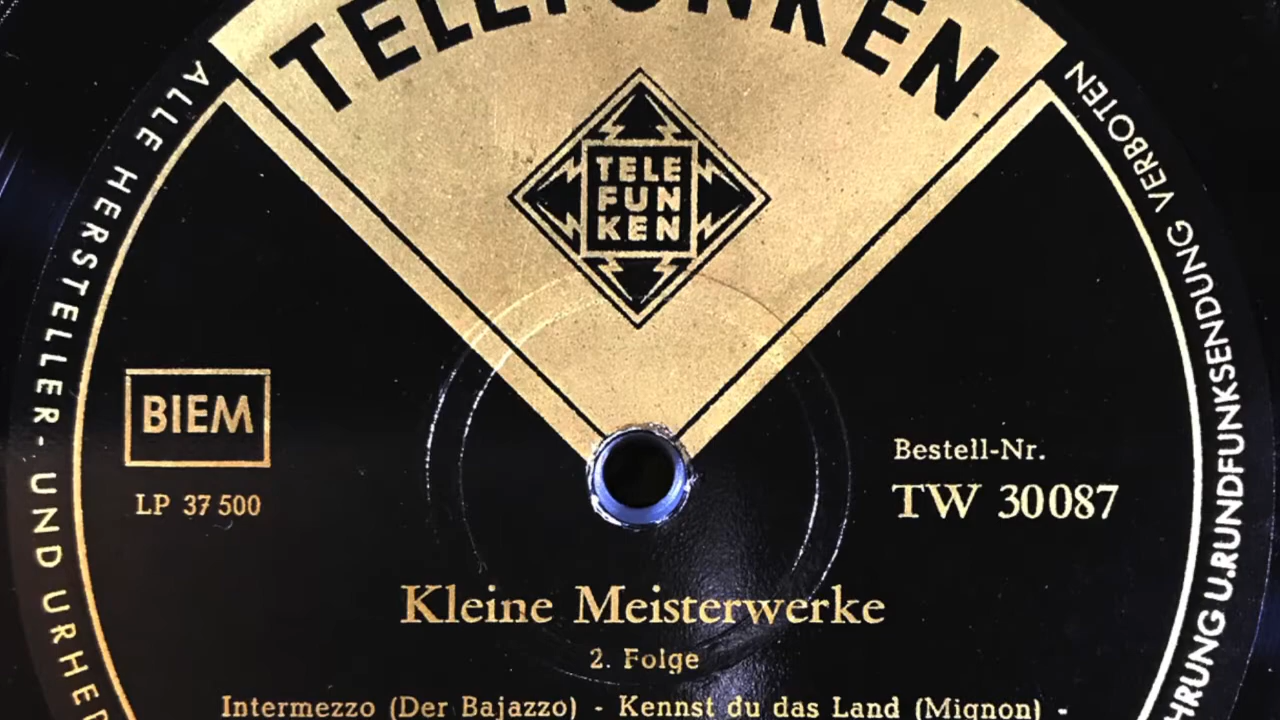 TELEFUNKEN
TELE
FUN
KEN
ALLE HERSTELLER- UND URHE
HRUNG U.RUNDFUNKSENDUNG VERBOTEN
BIEM
LP 37 500
Bestell-Nr.
TW 30087
Kleine Meisterwerke
2. Folge
Intermezzo (Der Bajazzo) - Kennst du das Land (Mignon) -